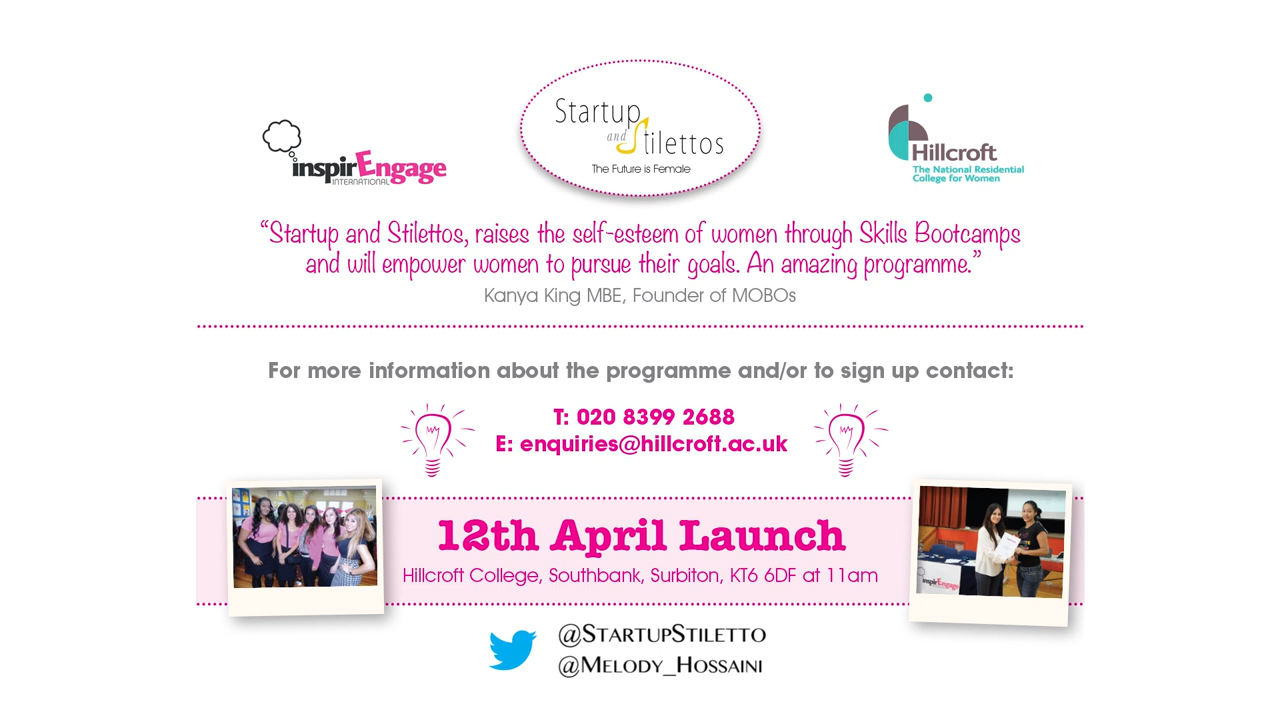 Startup
and Stilettos
The Future is Female
inspirEngage
INTERNATIONAL
Hillcroft
The National Residential
College for Women
“Startup and Stilettos, raises the self-esteem of women through Skills Bootcamps
and will empower women to pursue their goals. An amazing programme.”
Kanya King MBE, Founder of MOBOs
For more information about the programme and/or to sign up contact:
T: 020 8399 2688
E: enquiries@hillcroft.ac.uk
12th April Launch
Hillcroft College, Southbank, Surbiton, KT6 6DF at 11am
inspirEngage
@StartupStiletto
@Melody_Hossaini